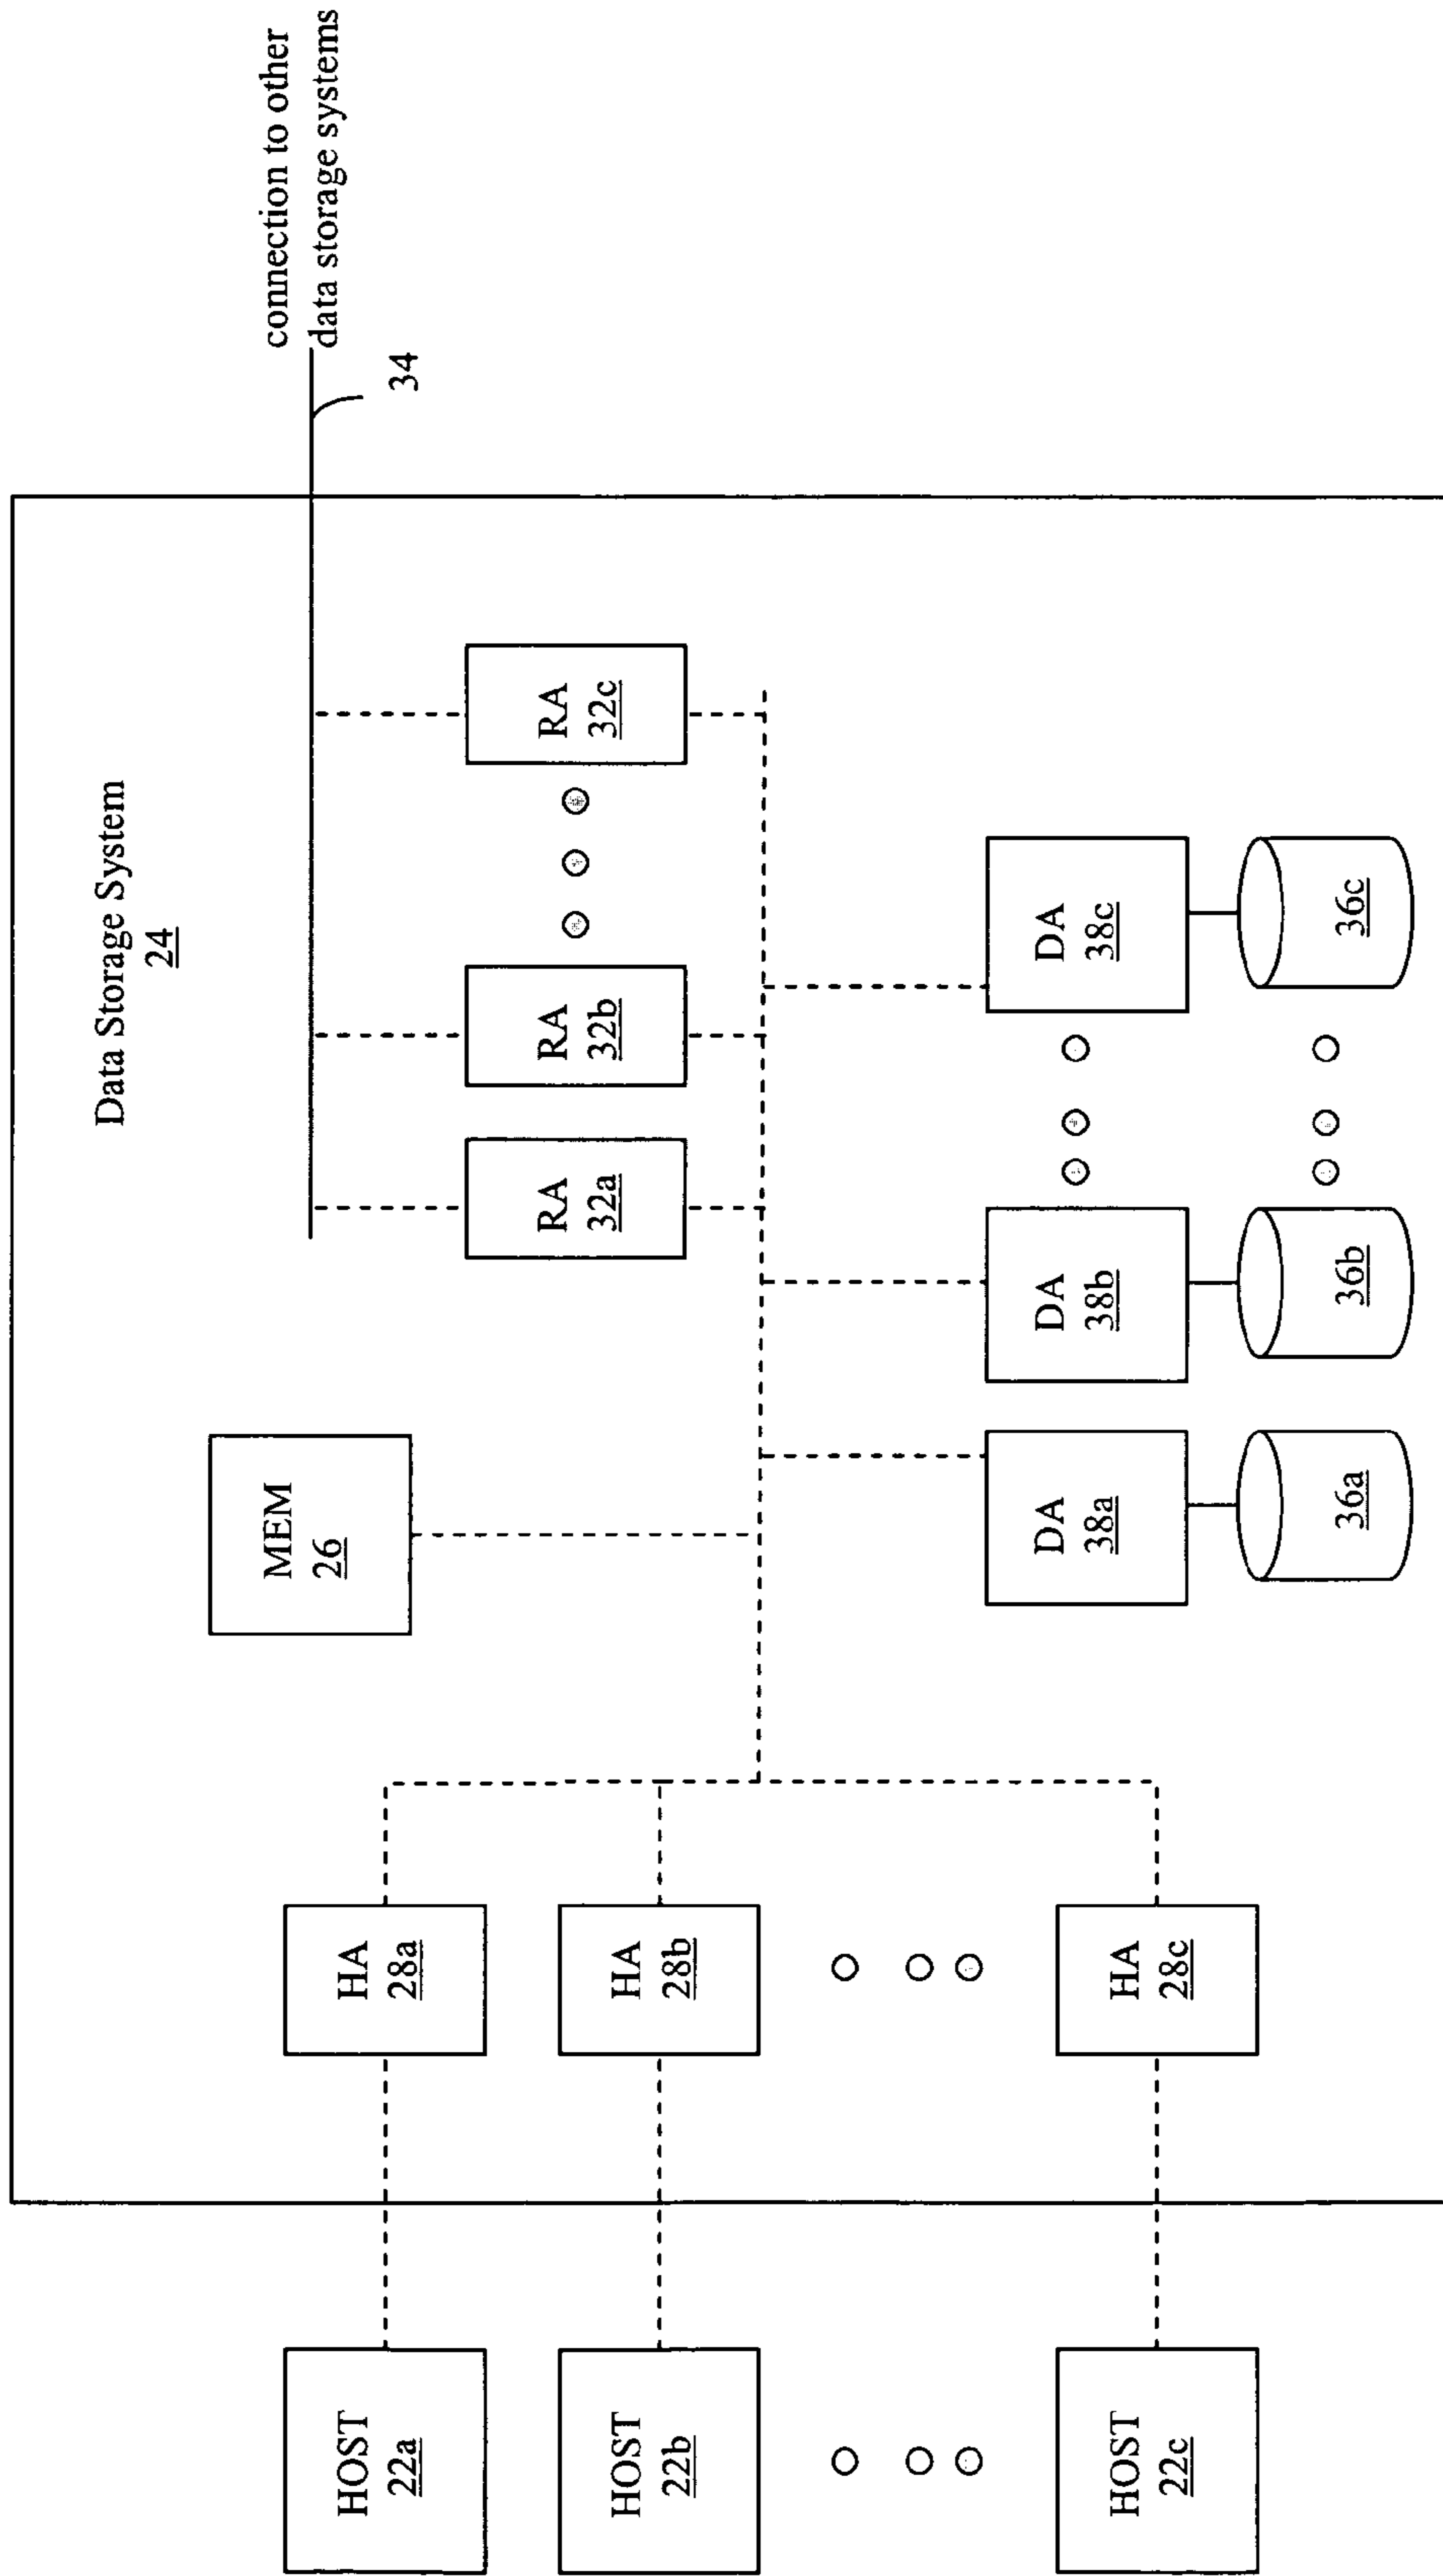 Data Storage System
24
connection to other
data storage systems
34
MEM
26
RA
32a
RA
32b
RA
32c
HOST
22a
HA
28a
HOST
22b
HA
28b
HOST
22c
HA
28c
DA
38a
DA
38b
DA
38c
36a
36b
36c